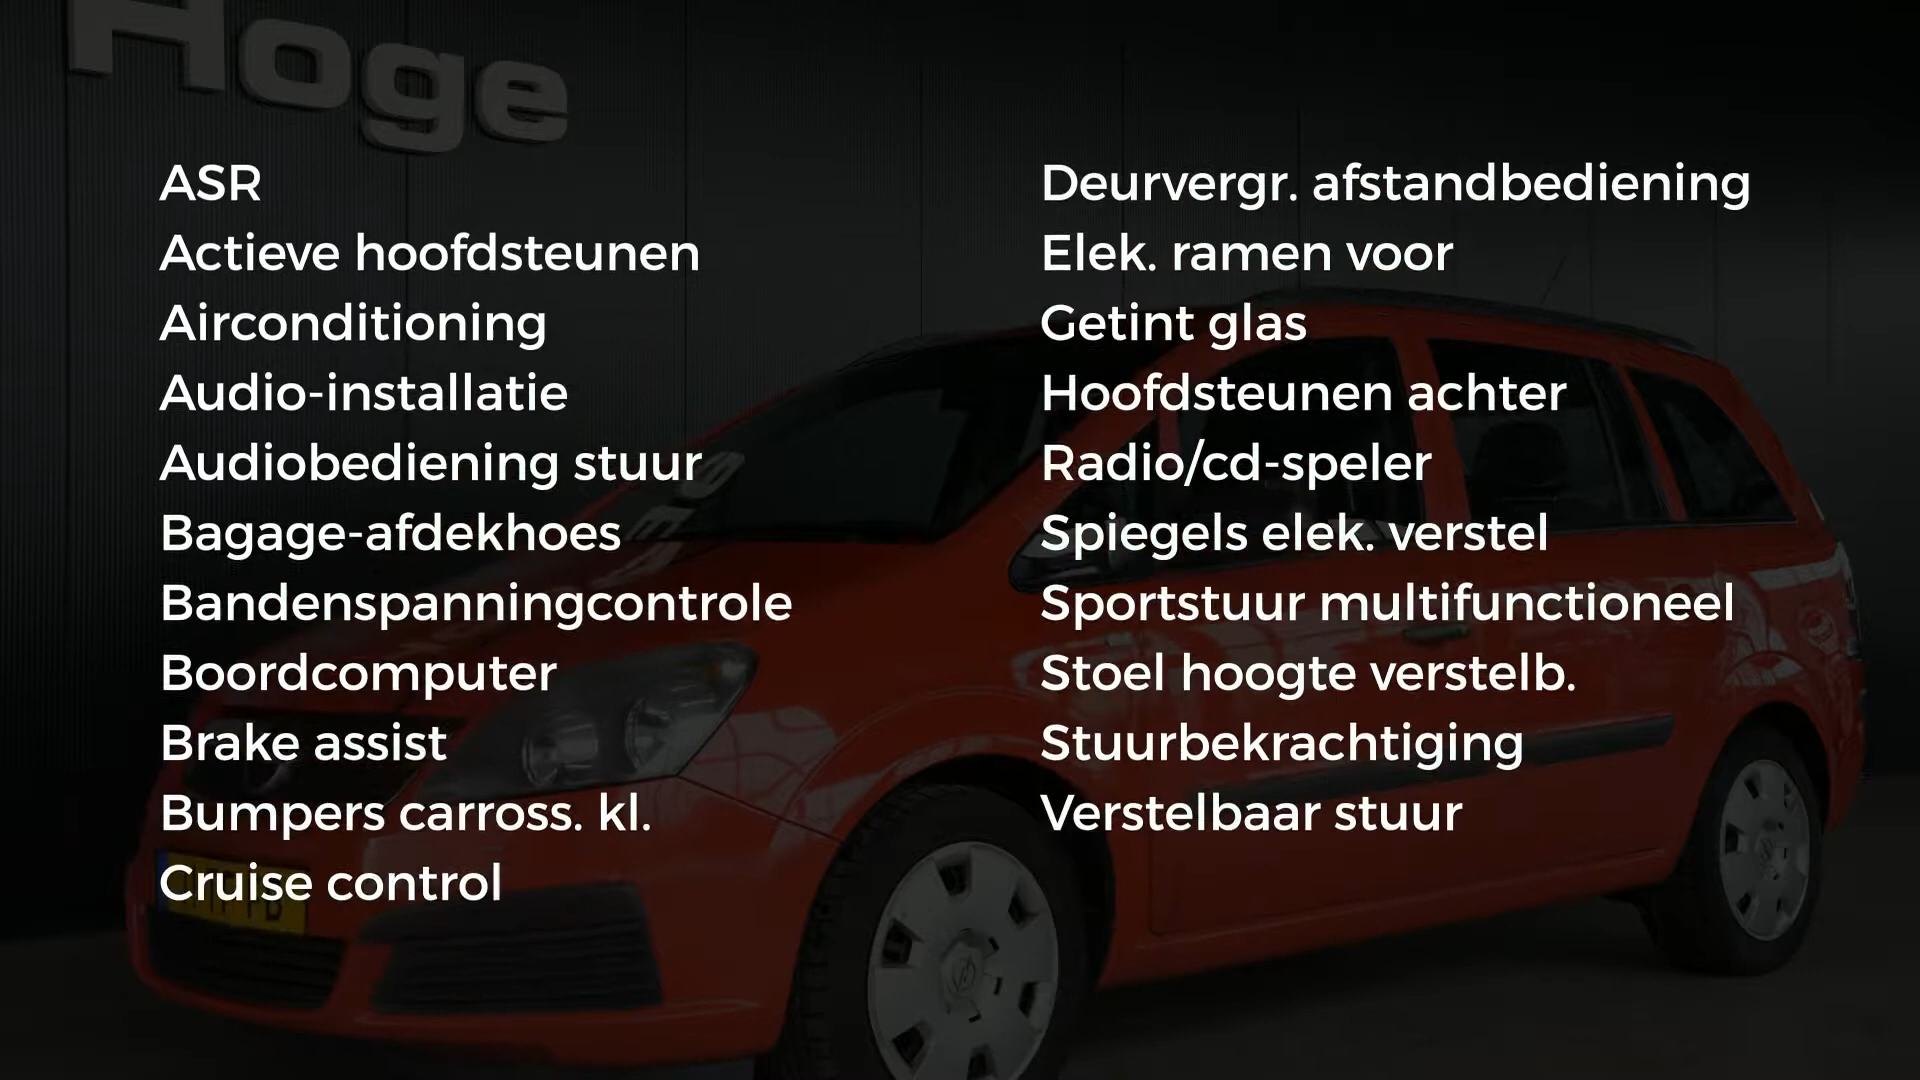 Hoge
ASR
Actieve hoofdsteunen
Airconditioning
Audio-installatie
Audiobediening stuur
Bagage-afdekhoes
Bandenspanningcontrole
Boordcomputer
Brake assist
Bumpers carross. kl.
Cruise control
Deurvergr. afstandbediening
Elek. ramen voor
Getint glas
Hoofdsteunen achter
Radio/cd-speler
Spiegels elek. verstel
Sportstuur multifunctioneel
Stoel hoogte verstelb.
Stuurbekrachtiging
Verstelbaar stuur